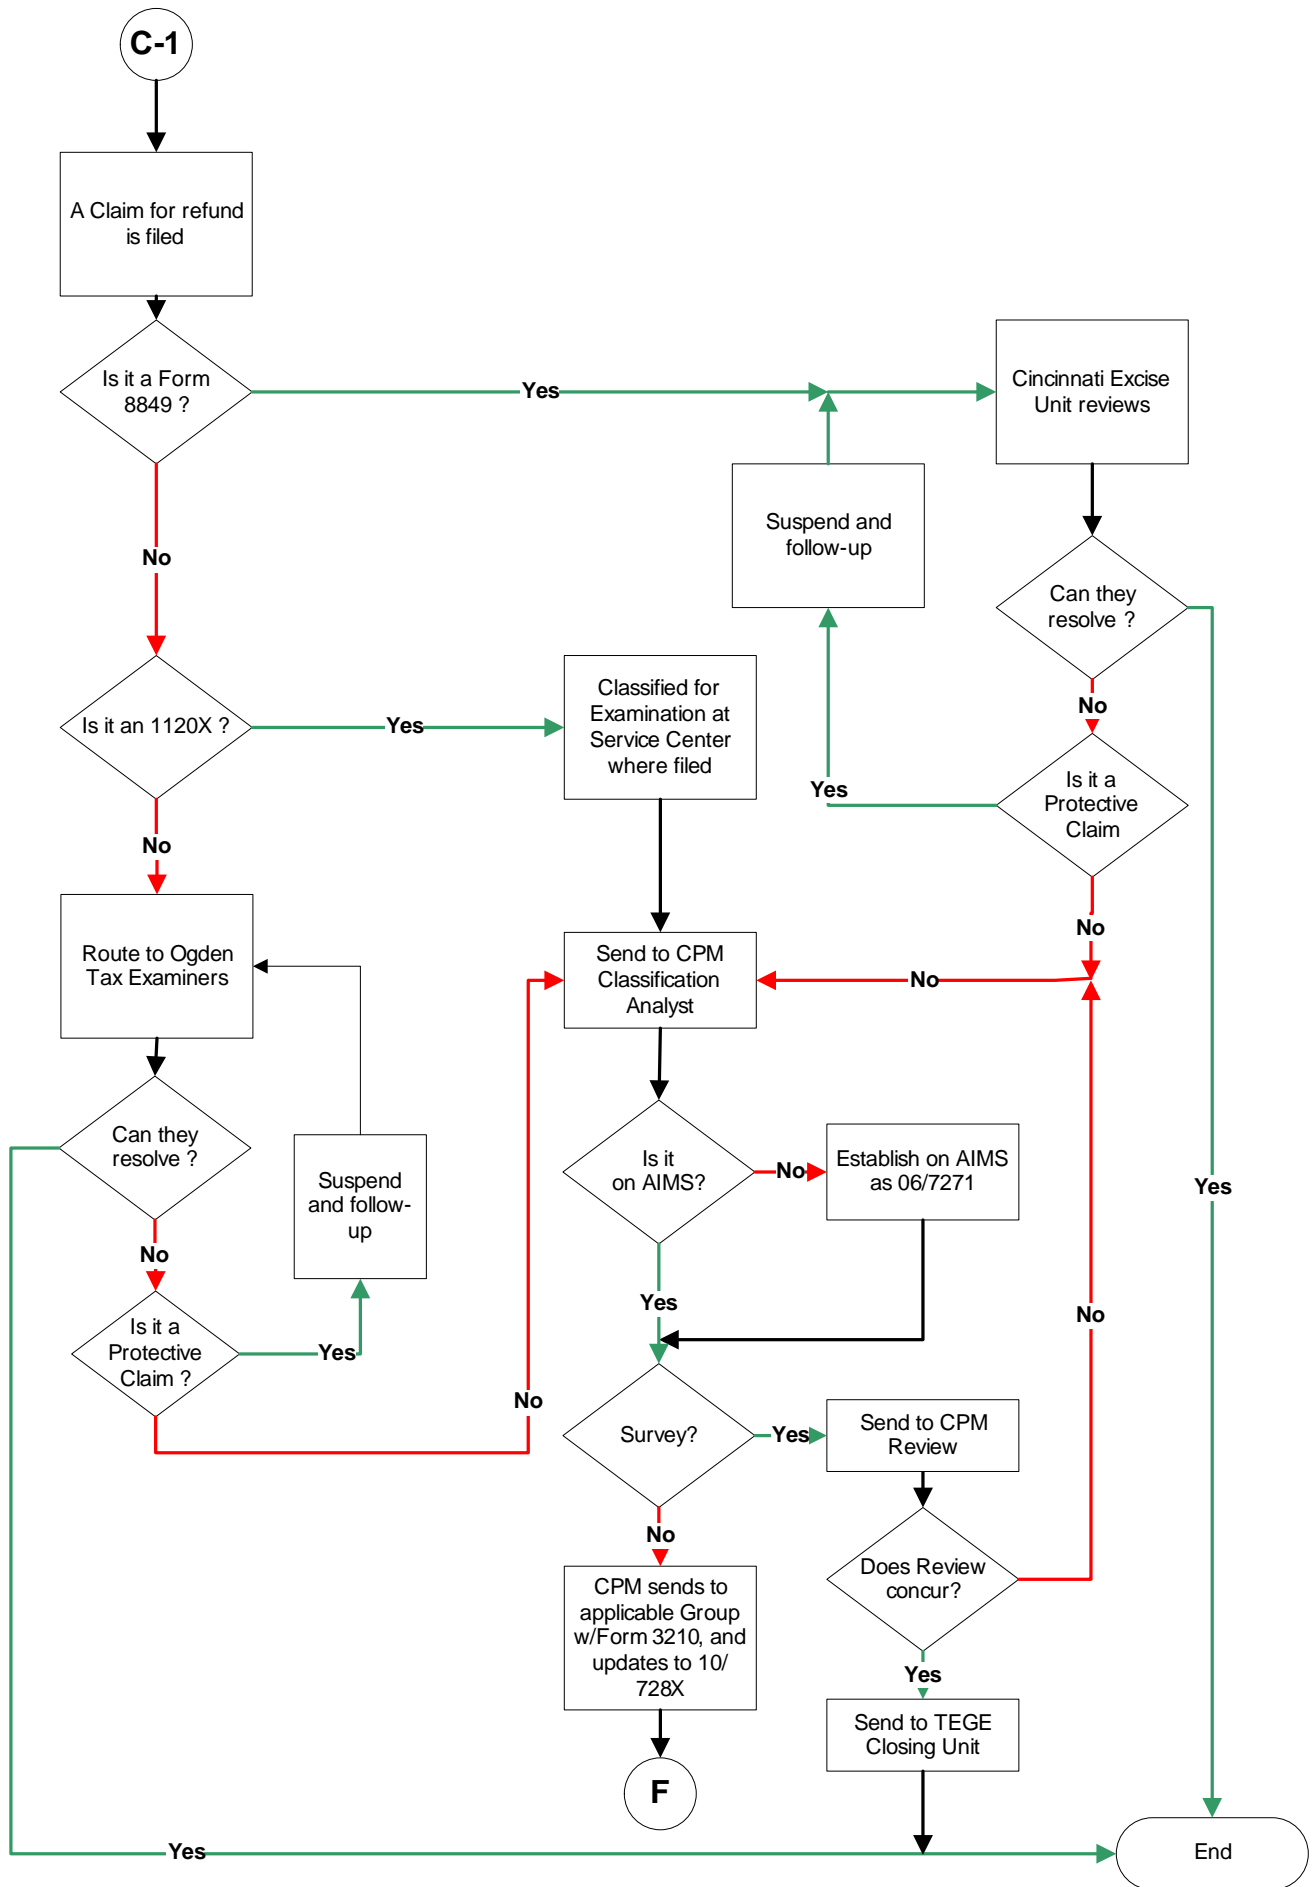 C-1
A Claim for refund
is filed
Is it a Form
8849 ?
Yes
Cincinnati Excise
Unit reviews
Suspend and
follow-up
No
Can they
resolve ?
No
Yes
Is it a
Protective
Claim
Yes
No
Is it an 1120X ?
Yes
Classified for
Examination at
Service Center
where filed
No
Route to Ogden
Tax Examiners
Send to CPM
Classification
Analyst
No
Can they
resolve ?
Suspend
and follow-
up
No
Is it a
Protective
Claim ?
Yes
No
Is it
on AIMS?
No
Establish on AIMS
as 06/7271
Yes
No
Survey?
Yes
Send to CPM
Review
No
CPM sends to
applicable Group
w/Form 3210, and
updates to 10/
728X
Does Review
concur?
Yes
Send to TEGE
Closing Unit
F
Yes
End